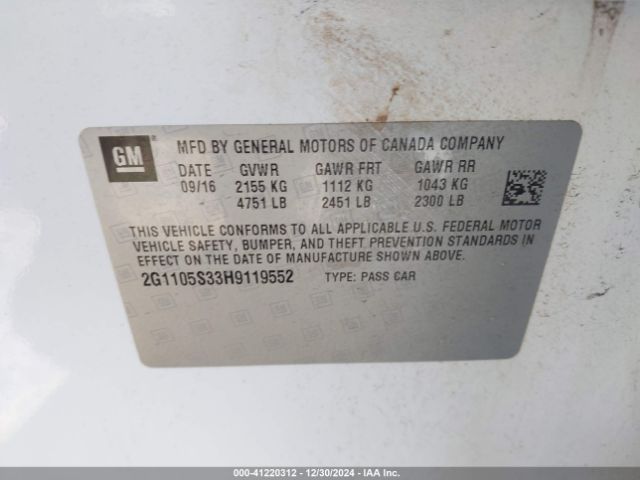 GM
MFD BY GENERAL MOTORS OF CANADA COMPANY
DATE GVWR GAWR FRT GAWR RR
09/16 2155 KG 1112 KG 1043 KG
4751 LB 2451 LB 2300 LB
THIS VEHICLE CONFORMS TO ALL APPLICABLE U.S. FEDERAL MOTOR
VEHICLE SAFETY, BUMPER, AND THEFT PREVENTION STANDARDS IN
EFFECT ON THE DATE OF MANUFACTURE SHOWN ABOVE.
2G1105S33H9119552 TYPE: PASS CAR
000-41220312 - 12/30/2024 - IAAI.COM